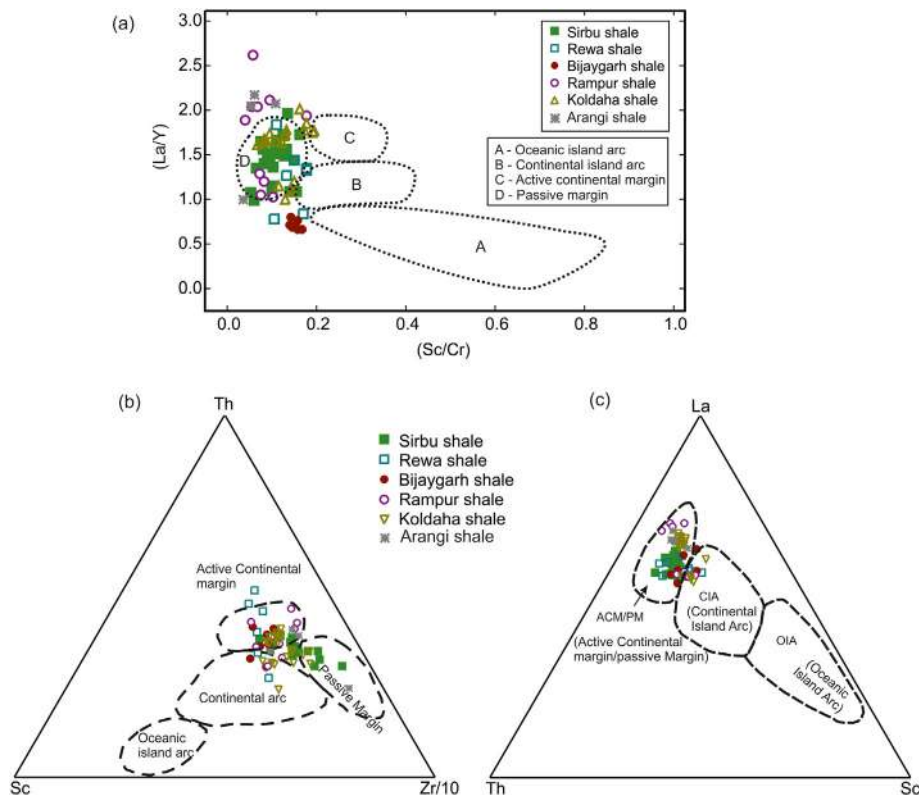 (a)
3.0
2.5
2.0
1.5
1.0
0.5
0.0
(La/Y)
0.0 0.2 0.4 0.6 0.8 1.0
(Sc/Cr)
Sirbu shale
Rewa shale
Bijaygarh shale
Rampur shale
Koldaha shale
Arangi shale
A - Oceanic island arc
B - Continental island arc
C - Active continental margin
D - Passive margin
C
D
B
A
(b)
Th
Sirbu shale
Rewa shale
Bijaygarh shale
Rampur shale
Koldaha shale
Arangi shale
Active Continental
margin
Continental arc
Passive Margin
Oceanic
island arc
Sc
Zr/10
(c)
La
ACM/PM
(Active Continental
margin/passive Margin)
CIA
(Continental
Island Arc)
OIA
(Oceanic
Island Arc)
Th
Sc